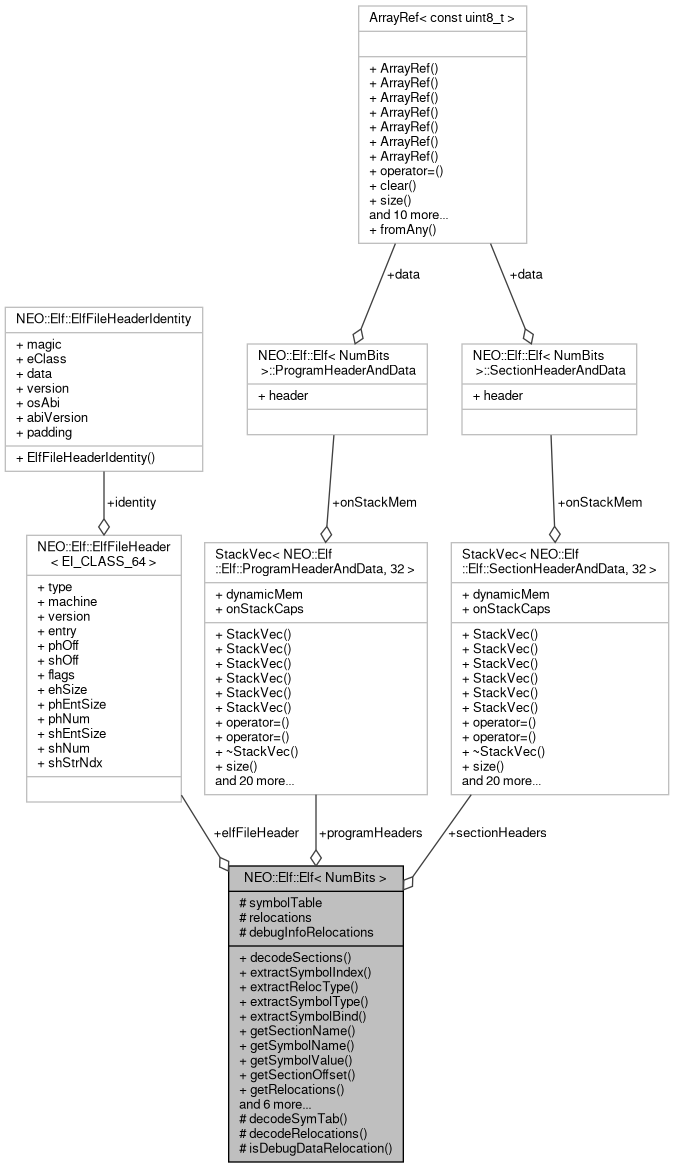 ArrayRef< const uint8_t >
+ ArrayRef()
+ ArrayRef()
+ ArrayRef()
+ ArrayRef()
+ ArrayRef()
+ ArrayRef()
+ ArrayRef()
+ operator=()
+ clear()
+ size()
and 10 more...
+ fromAny()
+data
+data
NEO::Elf::ElfFileHeaderIdentity
+ magic
+ eClass
+ data
+ version
+ osAbi
+ abiVersion
+ padding
+ ElfFileHeaderIdentity()
NEO::Elf::Elf< NumBits
>::ProgramHeaderAndData
+ header
NEO::Elf::Elf< NumBits
>::SectionHeaderAndData
+ header
+identity
+onStackMem
+onStackMem
NEO::Elf::ElfFileHeader
< EI_CLASS_64 >
+ type
+ machine
+ version
+ entry
+ phOff
+ shOff
+ flags
+ ehSize
+ phEntSize
+ phNum
+ shEntSize
+ shNum
+ shStrNdx
StackVec< NEO::Elf
::Elf::ProgramHeaderAndData, 32 >
+ dynamicMem
+ onStackCaps
+ StackVec()
+ StackVec()
+ StackVec()
+ StackVec()
+ StackVec()
+ StackVec()
+ operator=()
+ operator=()
+ ~StackVec()
+ size()
and 20 more...
StackVec< NEO::Elf
::Elf::SectionHeaderAndData, 32 >
+ dynamicMem
+ onStackCaps
+ StackVec()
+ StackVec()
+ StackVec()
+ StackVec()
+ StackVec()
+ StackVec()
+ operator=()
+ operator=()
+ ~StackVec()
+ size()
and 20 more...
+elfFileHeader
+programHeaders
+sectionHeaders
NEO::Elf::Elf< NumBits >
# symbolTable
# relocations
# debugInfoRelocations
+ decodeSections()
+ extractSymbolIndex()
+ extractRelocType()
+ extractSymbolType()
+ extractSymbolBind()
+ getSectionName()
+ getSymbolName()
+ getSymbolValue()
+ getSectionOffset()
+ getRelocations()
and 6 more...
# decodeSymTab()
# decodeRelocations()
# isDebugDataRelocation()